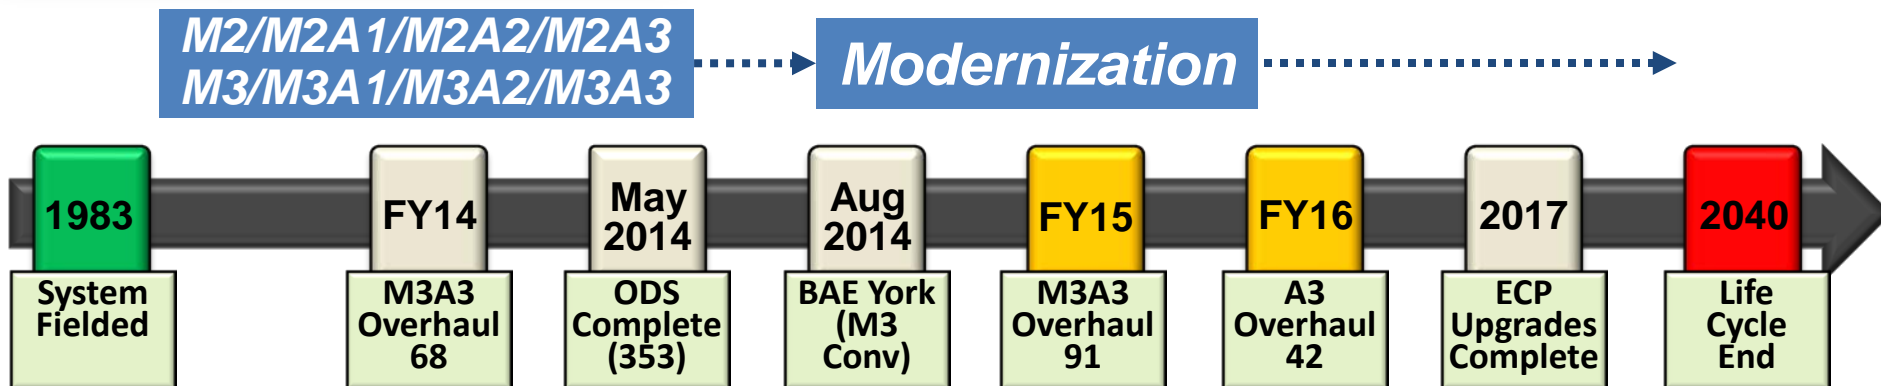 M2/M2A1/M2A2/M2A3
M3/M3A1/M3A2/M3A3
Modernization
1983
FY14
May
2014
Aug
2014
FY15
FY16
2017
2040
System
Fielded
M3A3
Overhaul
68
ODS
Complete
(353)
BAE York
(M3
Conv)
M3A3
Overhaul
91
A3
Overhaul
42
ECP
Upgrades
Complete
Life
Cycle
End